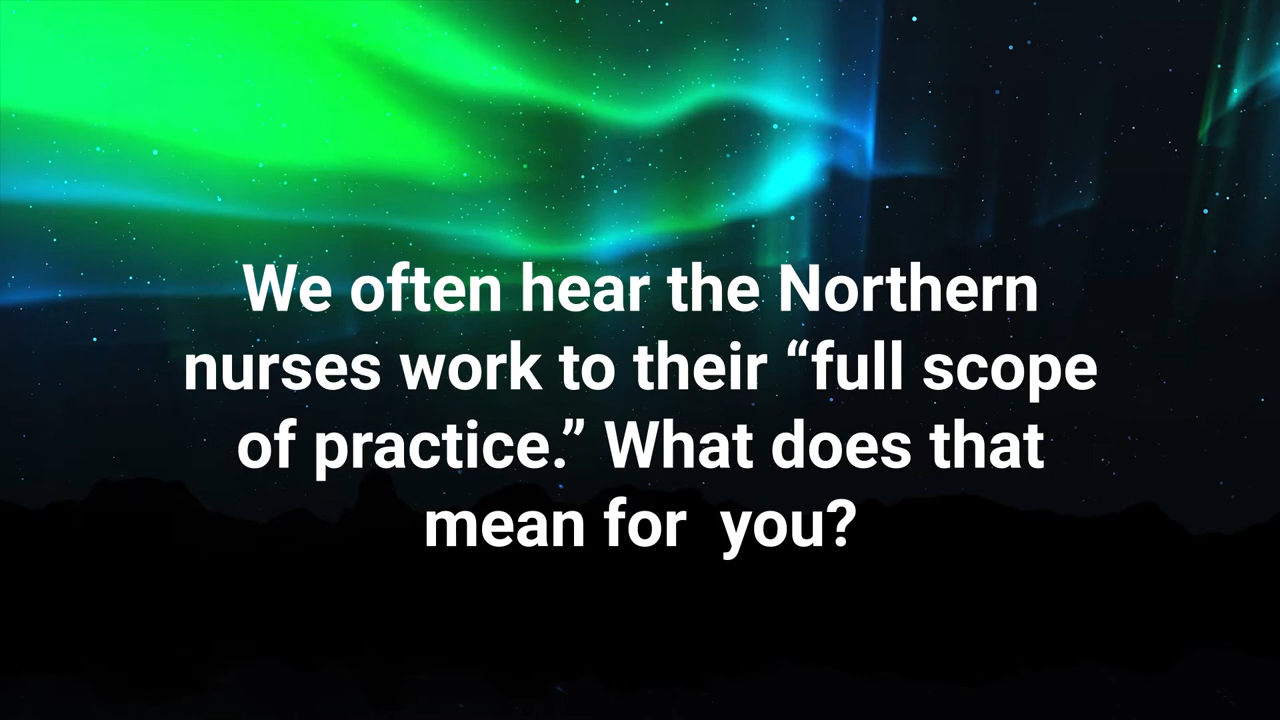 We often hear the Northern
nurses work to their “full scope
of practice.” What does that
mean for  you?